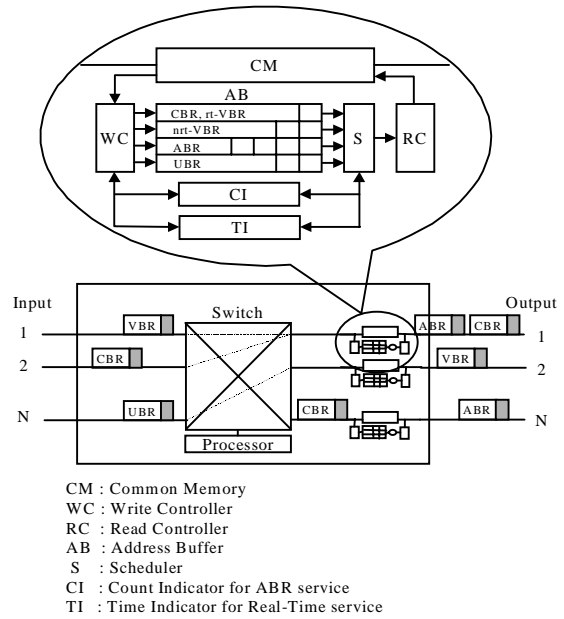 CM
AB
CBR, rt-VBR
nrt-VBR
ABR
UBR
WC
S
RC
CI
TI
Input
Output
Switch
1
VBR
ABR
CBR
1
2
CBR
VBR
2
N
UBR
CBR
ABR
N
Processor
CM : Common Memory
WC : Write Controller
RC : Read Controller
AB : Address Buffer
S : Scheduler
CI : Count Indicator for ABR service
TI : Time Indicator for Real-Time service